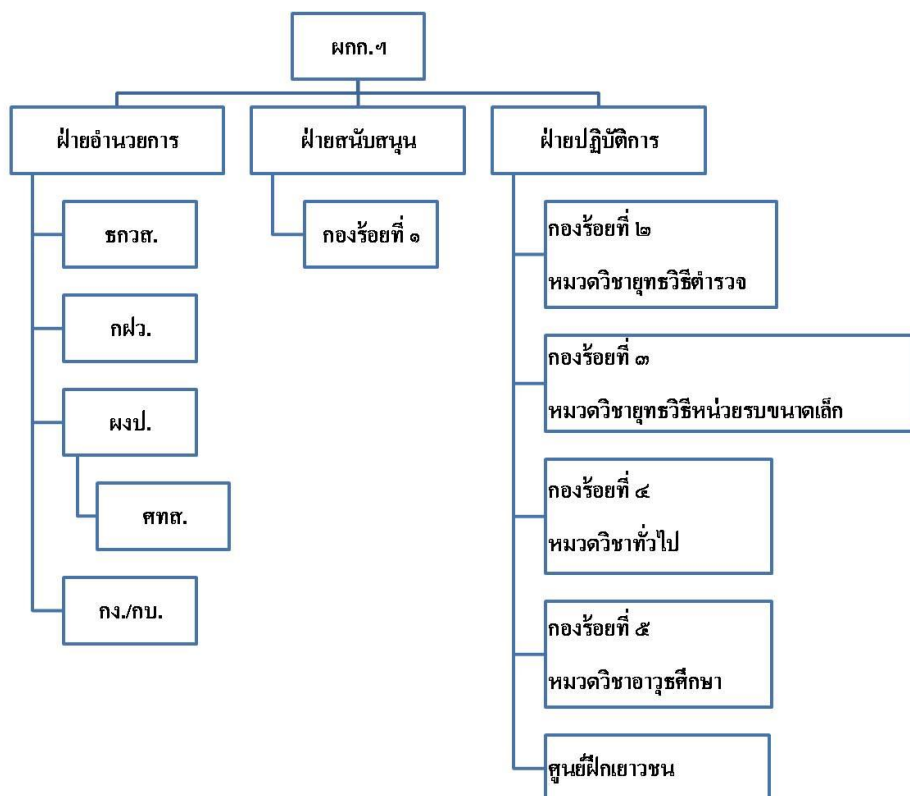 ผกก.ฯ
ฝ่ายอำนวยการ
ธกวส.
กฝว.
ผงป.
ศทส.
กง./กบ.
ฝ่ายสนับสนุน
กองร้อยที่ ๑
ฝ่ายปฏิบัติการ
กองร้อยที่ ๒
หมวดวิชายุทธวิธีตำรวจ
กองร้อยที่ ๓
หมวดวิชายุทธวิธีหน่วยรบขนาดเล็ก
กองร้อยที่ ๔
หมวดวิชาทั่วไป
กองร้อยที่ ๕
หมวดวิชาอาวุธศึกษา
ศูนย์ฝึกเยาวชน